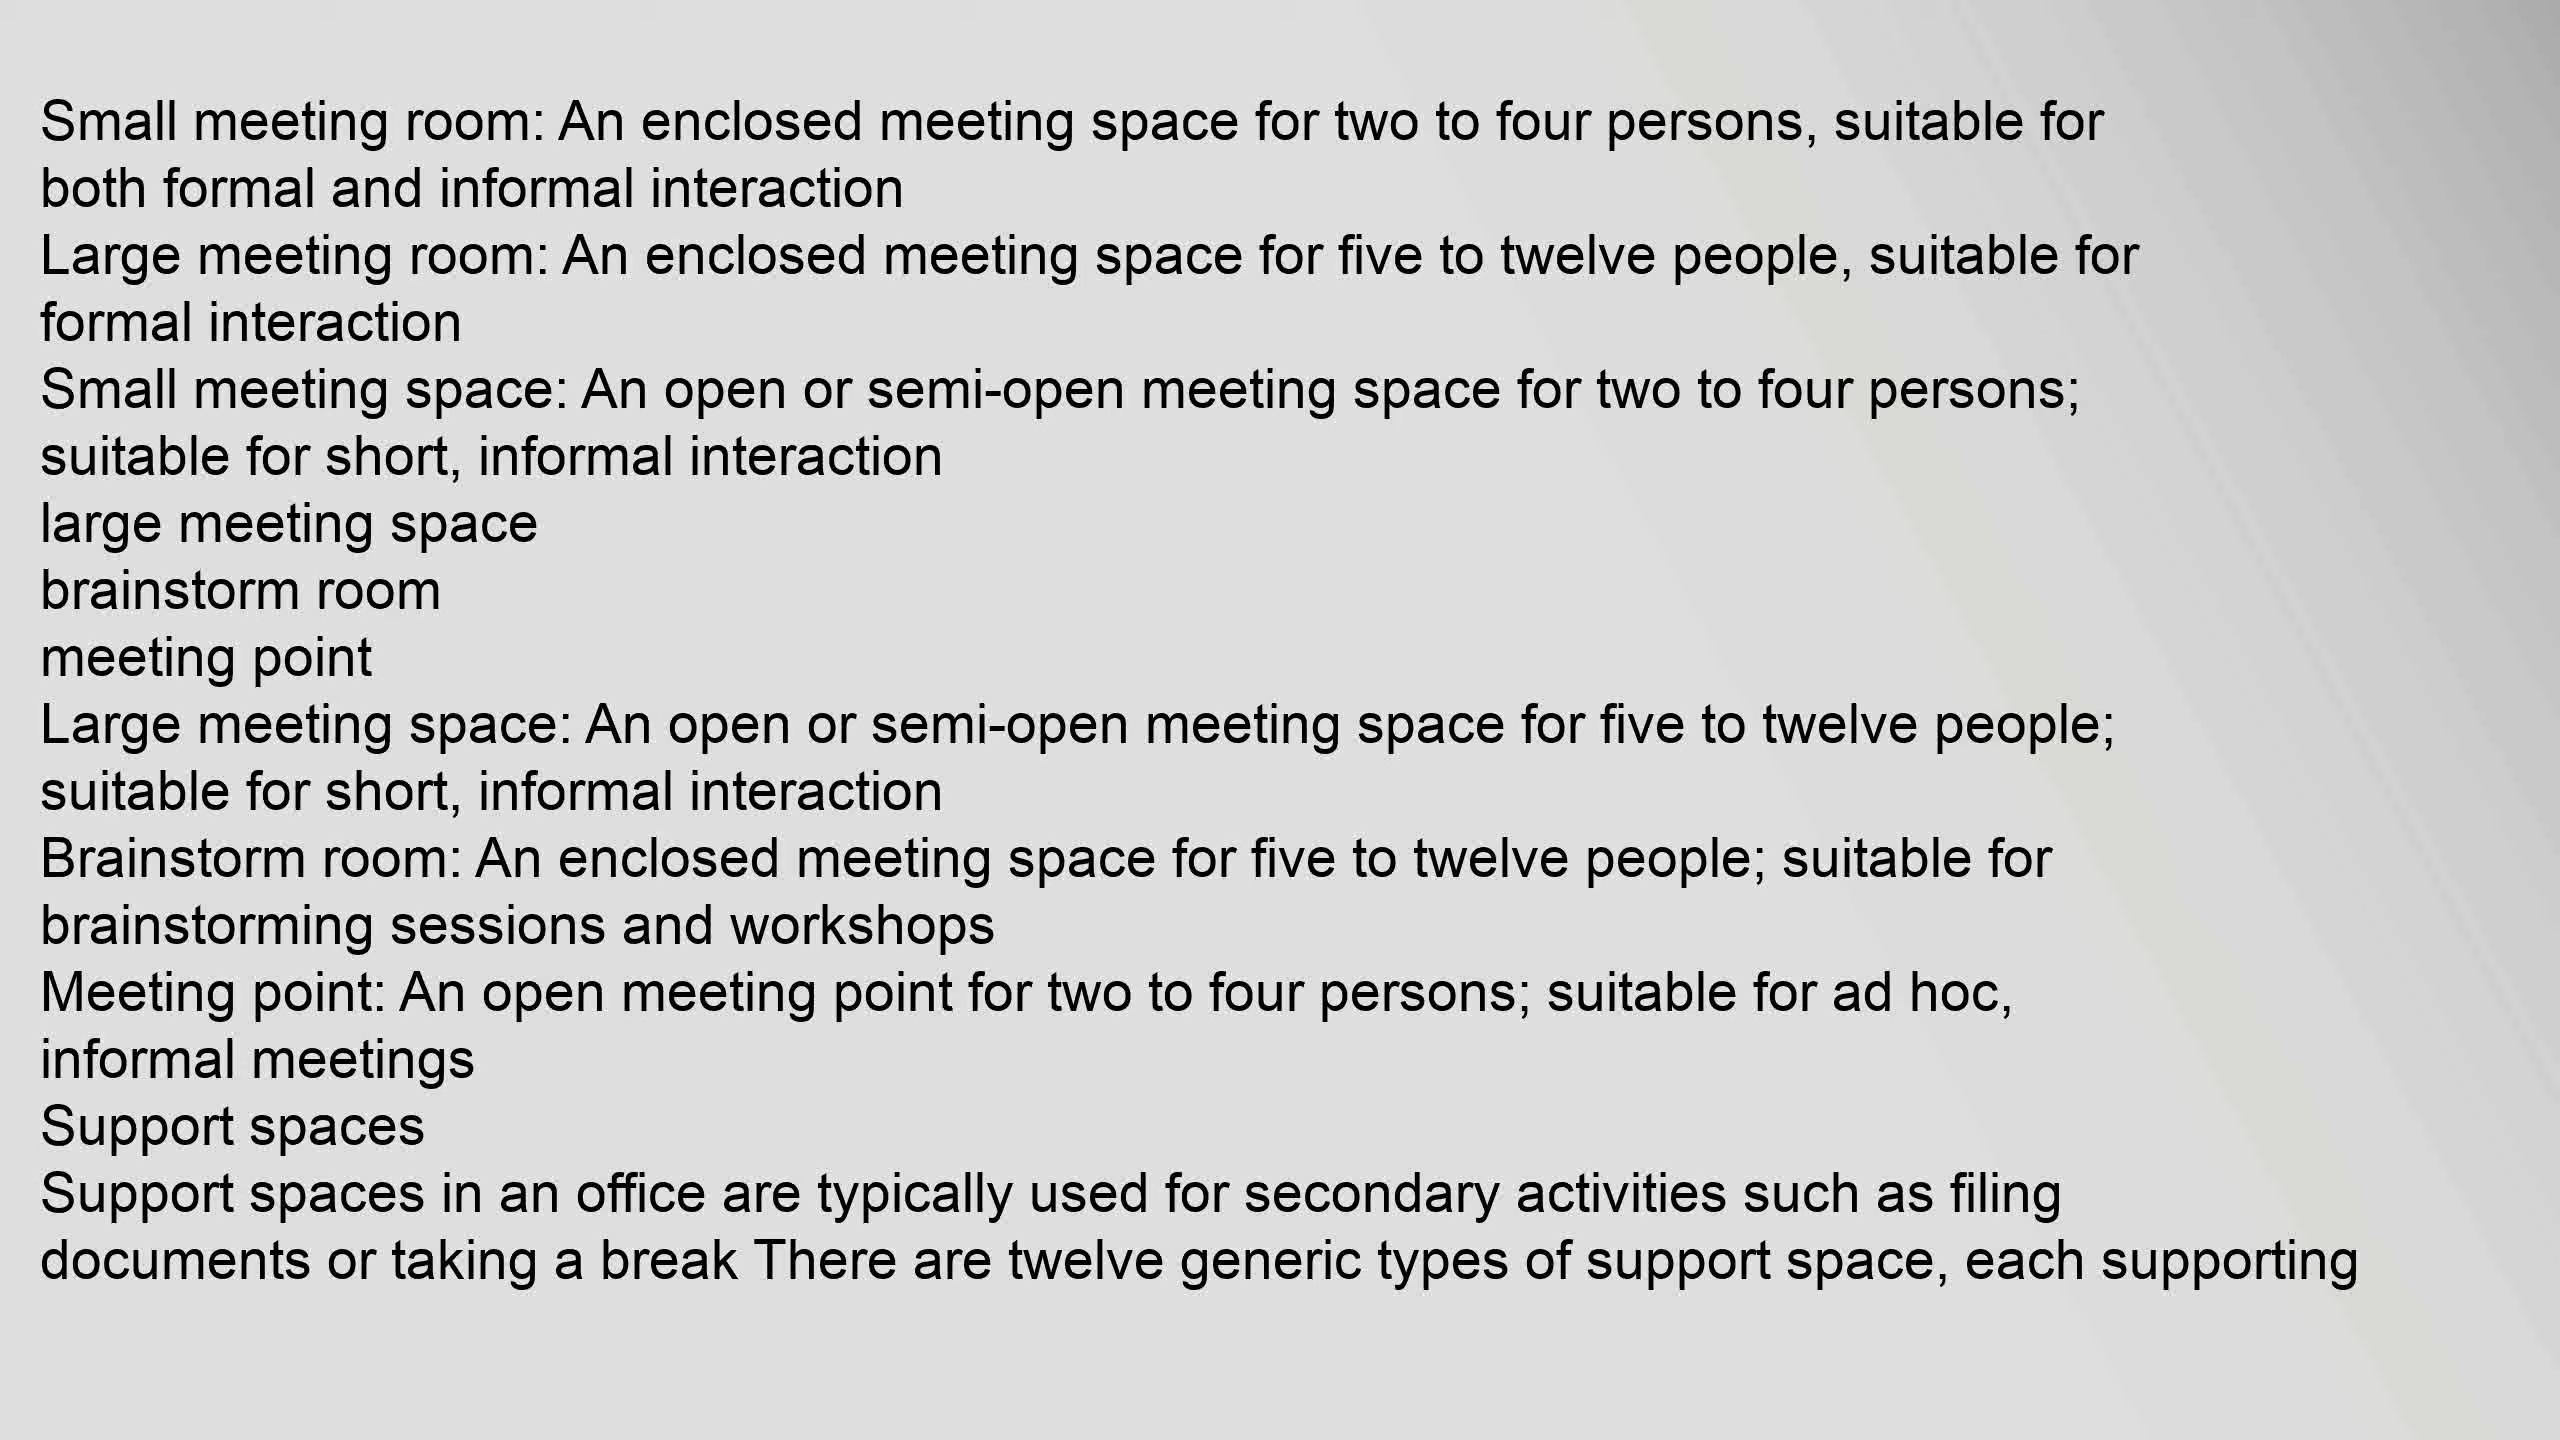 Small meeting room: An enclosed meeting space for two to four persons, suitable for
both formal and informal interaction
Large meeting room: An enclosed meeting space for five to twelve people, suitable for
formal interaction
Small meeting space: An open or semi-open meeting space for two to four persons;
suitable for short, informal interaction
large meeting space
brainstorm room
meeting point
Large meeting space: An open or semi-open meeting space for five to twelve people;
suitable for short, informal interaction
Brainstorm room: An enclosed meeting space for five to twelve people; suitable for
brainstorming sessions and workshops
Meeting point: An open meeting point for two to four persons; suitable for ad hoc,
informal meetings
Support spaces
Support spaces in an office are typically used for secondary activities such as filing
documents or taking a break There are twelve generic types of support space, each supporting